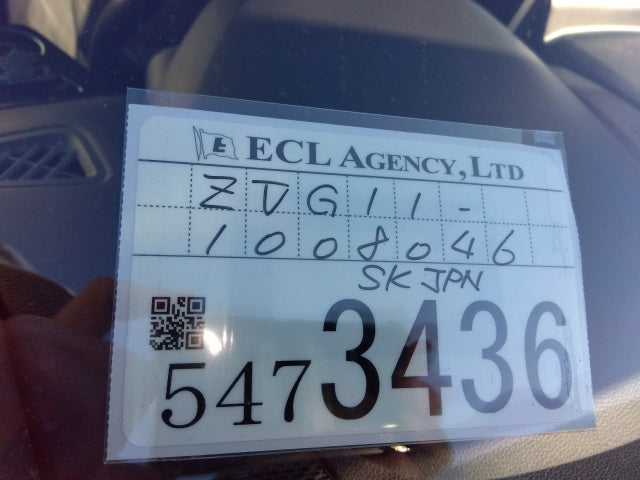 E ECL AGENCY, LTD
ZVG11-
1008046
SK JPN
5473436